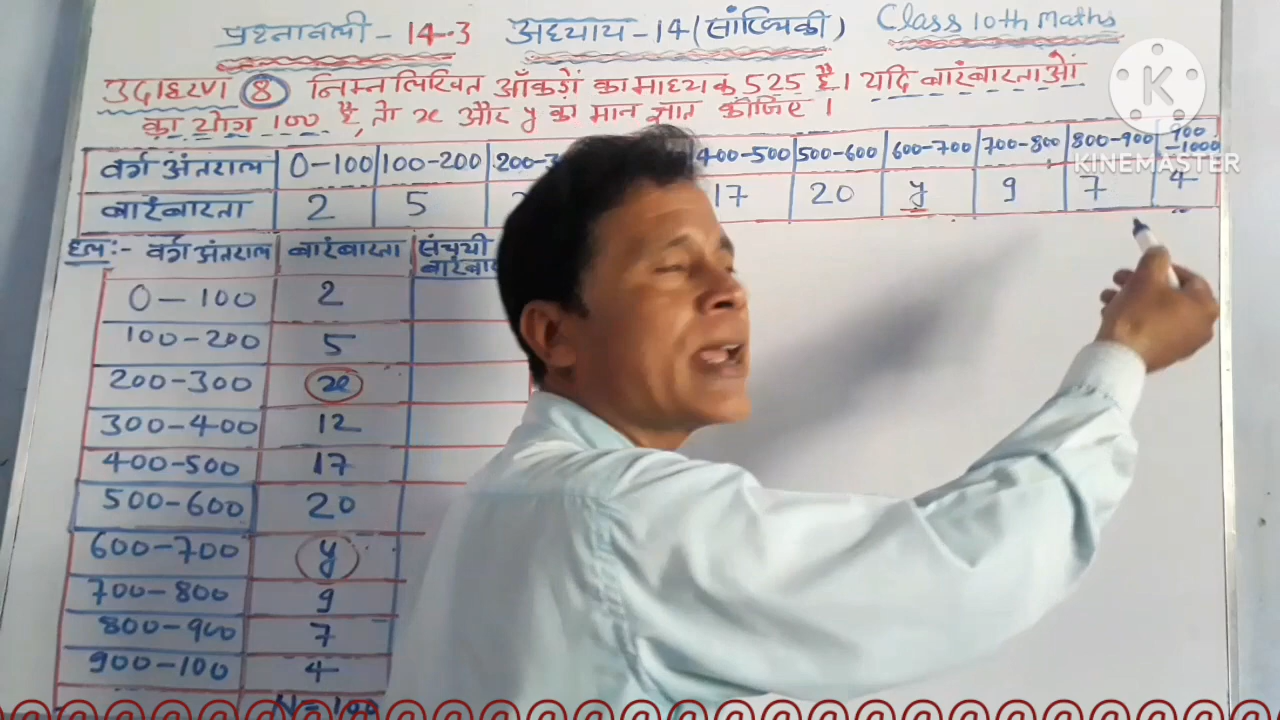 प्रश्नावली - 14.3 अध्याय - 14 (सांख्यिकी) Class 10th Maths
उदाहरण 8 निम्नलिखित आँकड़ों का माध्यक 525 है। यदि बारंबारताओं
का योग 100 है, तो x और y का मान ज्ञात कीजिए।
वर्ग अंतराल 0-100 100-200 400-500 500-600 600-700 700-800 800-900 900-1000
बारंबारता 2 5 17 20 y 9 7 4
KINEMASTER
हल:- वर्ग अंतराल बारंबारता संचयी
0-100 2
100-200 5
200-300 x
300-400 12
400-500 17
500-600 20
600-700 y
700-800 9
800-900 7
900-100 4
N=100